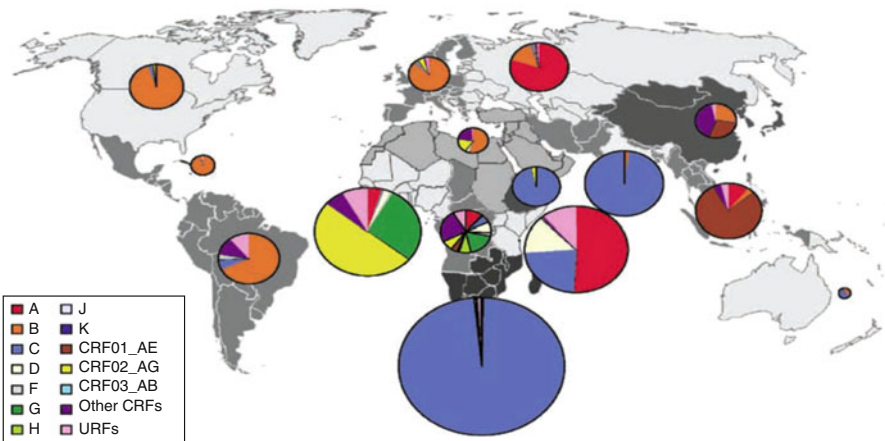 A
B
C
D
F
G
H
J
K
CRF01_AE
CRF02_AG
CRF03_AB
Other CRFs
URFs